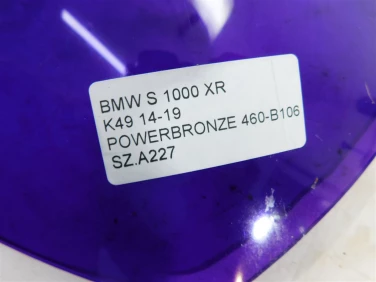 BMW S 1000 XR
K49 14-19
POWERBRONZE 460-B106
SZ.A227